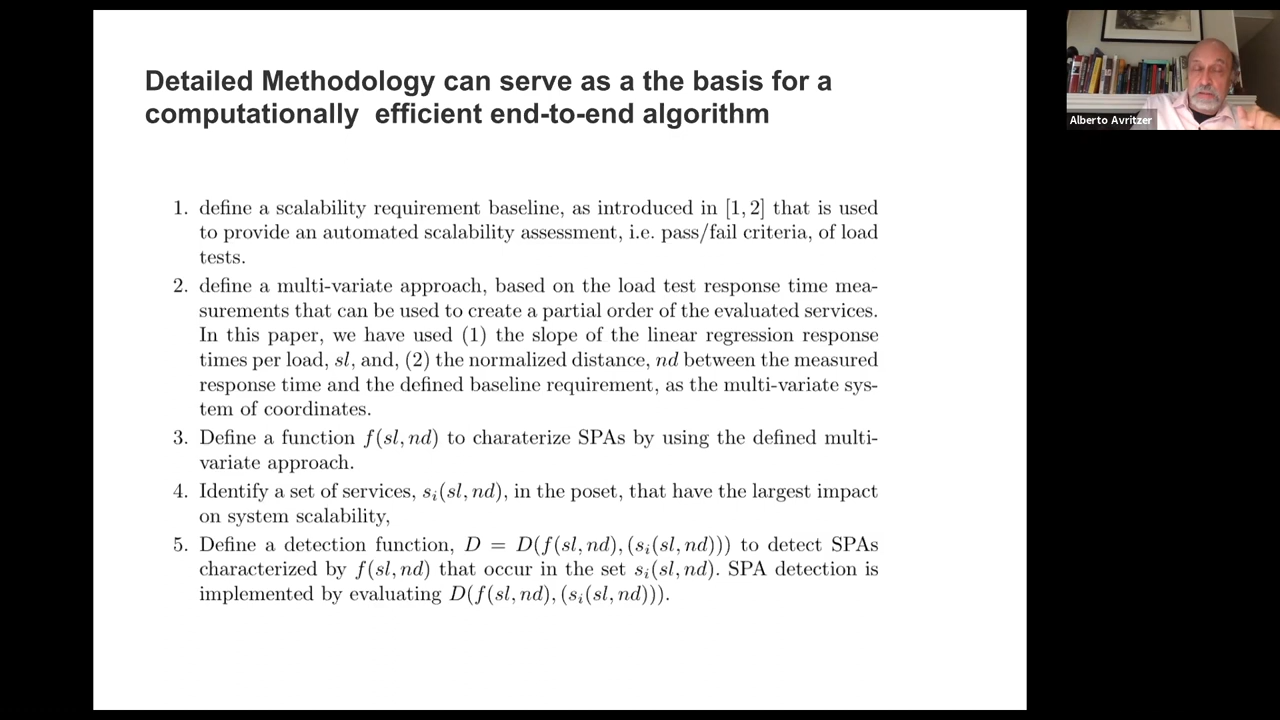 Detailed Methodology can serve as a the basis for a
computationally efficient end-to-end algorithm
Alberto Avritzer
1. define a scalability requirement baseline, as introduced in [1, 2] that is used
to provide an automated scalability assessment, i.e. pass/fail criteria, of load
tests.
2. define a multi-variate approach, based on the load test response time mea-
surements that can be used to create a partial order of the evaluated services.
In this paper, we have used (1) the slope of the linear regression response
times per load, sl, and, (2) the normalized distance, nd between the measured
response time and the defined baseline requirement, as the multi-variate sys-
tem of coordinates.
3. Define a function f(sl, nd) to charaterize SPAs by using the defined multi-
variate approach.
4. Identify a set of services, sᵢ(sl, nd), in the poset, that have the largest impact
on system scalability,
5. Define a detection function, D = D(f(sl, nd), (sᵢ(sl, nd))) to detect SPAs
characterized by f(sl, nd) that occur in the set sᵢ(sl, nd). SPA detection is
implemented by evaluating D(f(sl, nd), (sᵢ(sl, nd))).